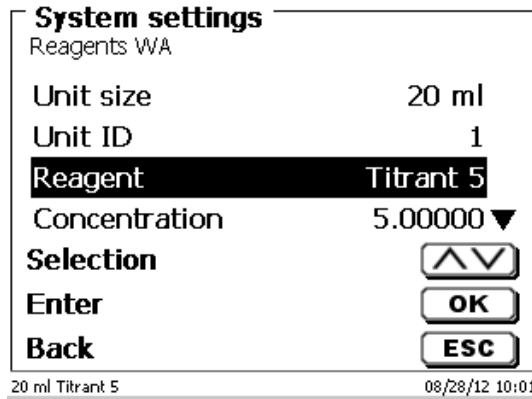 System settings
Reagents WA
Unit size 20 ml
Unit ID 1
Reagent Titrant 5
Concentration 5.00000
Selection
Enter OK
Back ESC
20 ml Titrant 5 08/28/12 10:01